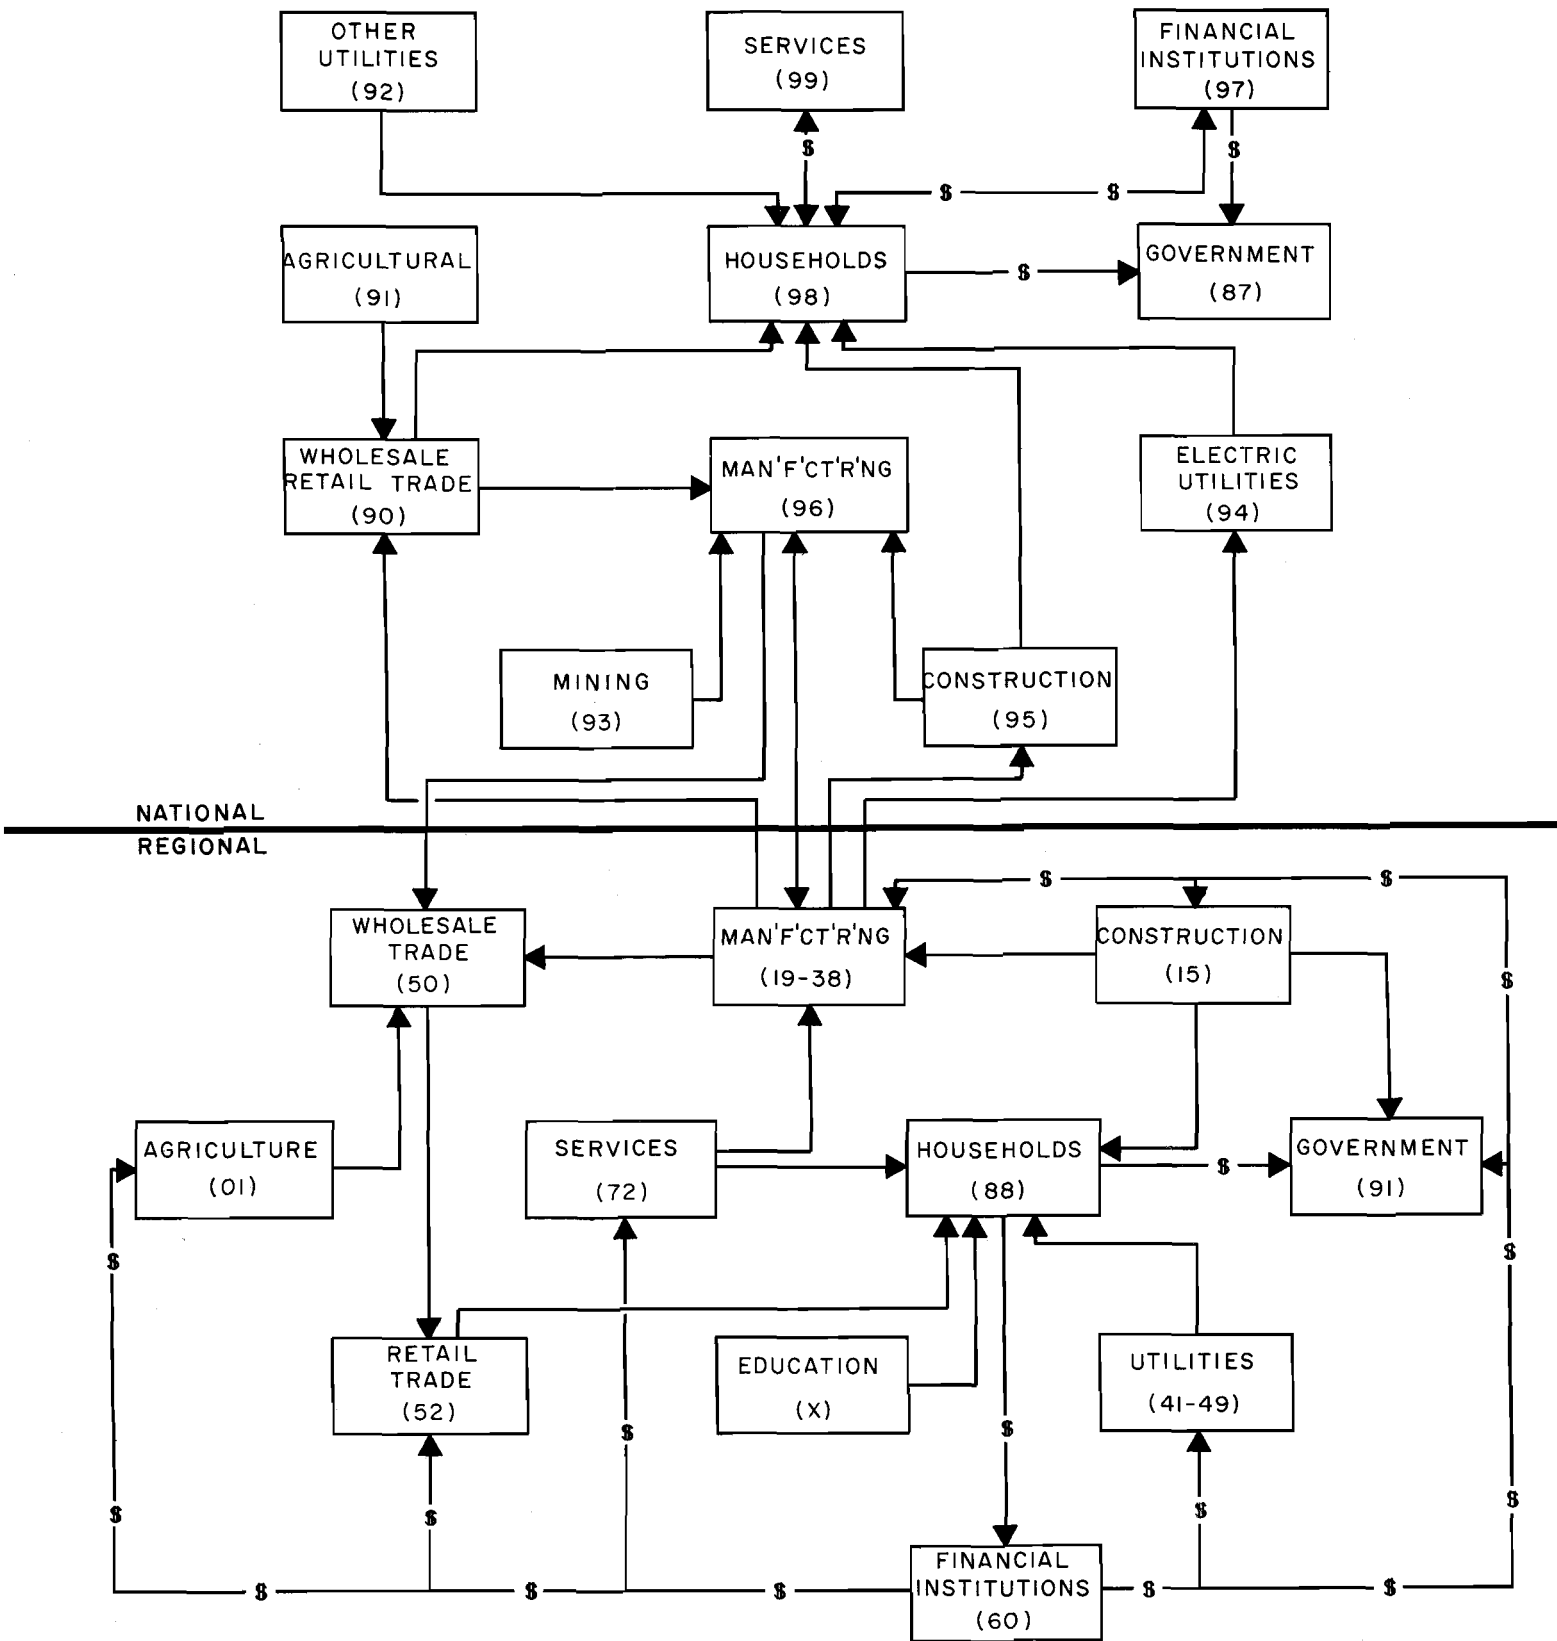 OTHER
UTILITIES
(92)
SERVICES
(99)
FINANCIAL
INSTITUTIONS
(97)
$
$
$
$
AGRICULTURAL
(91)
HOUSEHOLDS
(98)
$
GOVERNMENT
(87)
WHOLESALE
RETAIL TRADE
(90)
MAN'F'CT'R'NG
(96)
ELECTRIC
UTILITIES
(94)
MINING
(93)
CONSTRUCTION
(95)
NATIONAL
REGIONAL
$
$
WHOLESALE
TRADE
(50)
MAN'F'CT'R'NG
(19-38)
CONSTRUCTION
(15)
$
AGRICULTURE
(01)
SERVICES
(72)
HOUSEHOLDS
(88)
$
GOVERNMENT
(91)
$
$
RETAIL
TRADE
(52)
EDUCATION
(X)
UTILITIES
(41-49)
$
$
$
$
$
$
FINANCIAL
INSTITUTIONS
(60)
$
$
$
$
$